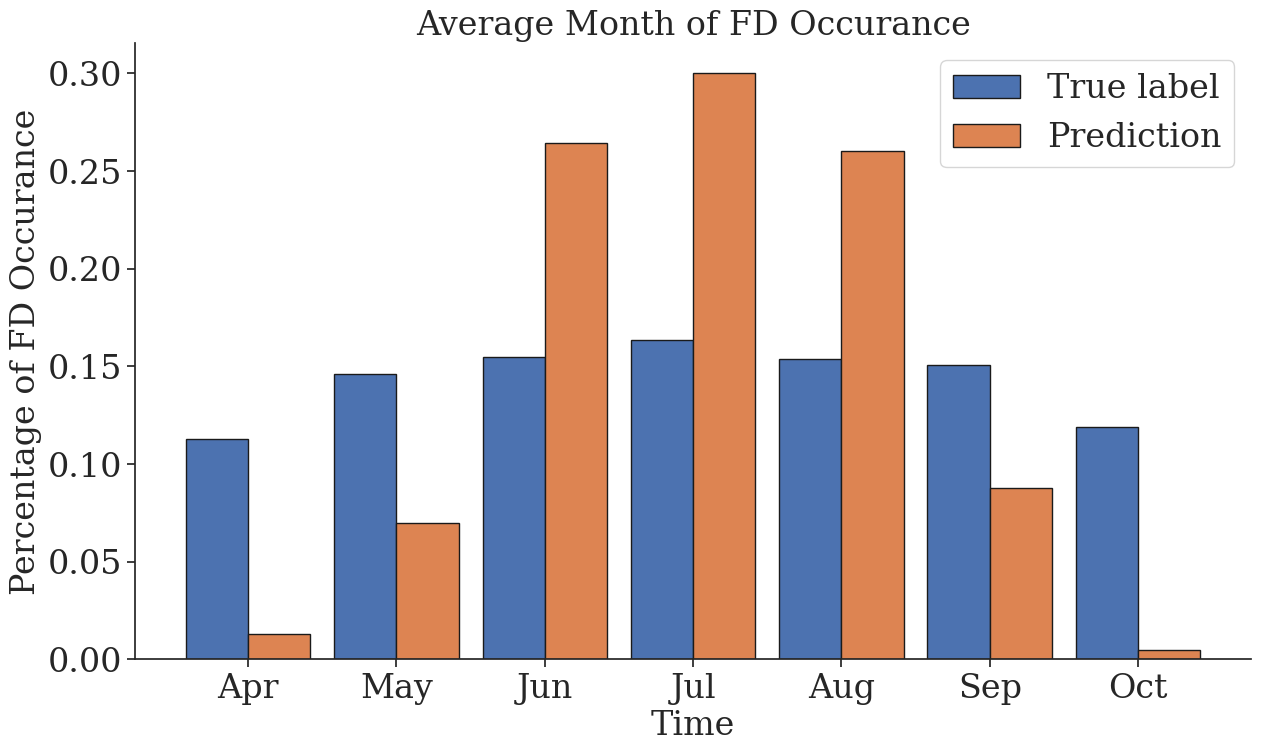 Average Month of FD Occurance
Percentage of FD Occurance
0.30
0.25
0.20
0.15
0.10
0.05
0.00
True label
Prediction
Apr May Jun Jul Aug Sep Oct
Time